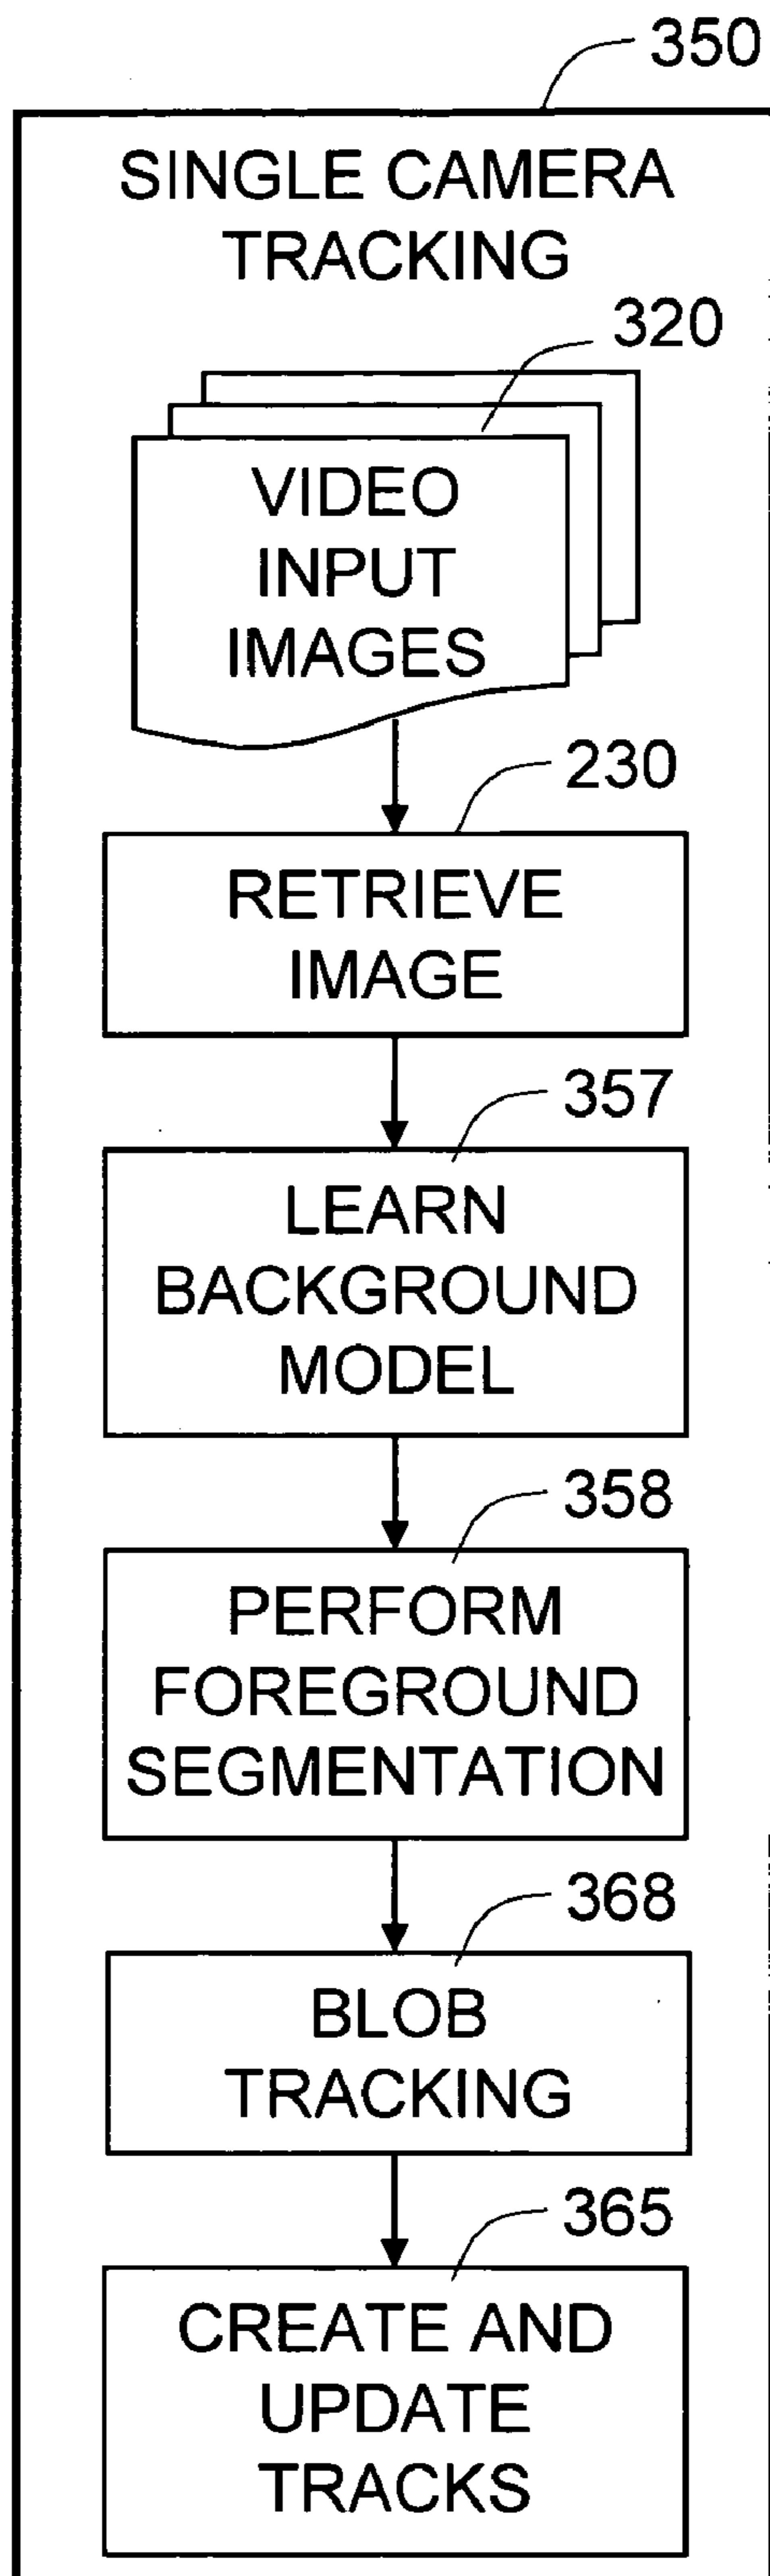 350
SINGLE CAMERA
TRACKING
320
VIDEO
INPUT
IMAGES
230
RETRIEVE
IMAGE
357
LEARN
BACKGROUND
MODEL
358
PERFORM
FOREGROUND
SEGMENTATION
368
BLOB
TRACKING
365
CREATE AND
UPDATE
TRACKS